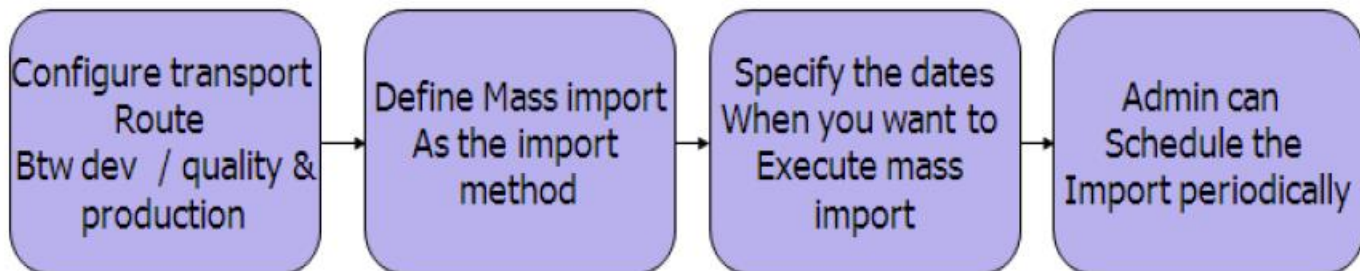 Configure transport
Route
Btw dev / quality &
production
Define Mass import
As the import
method
Specify the dates
When you want to
Execute mass
import
Admin can
Schedule the
Import periodically